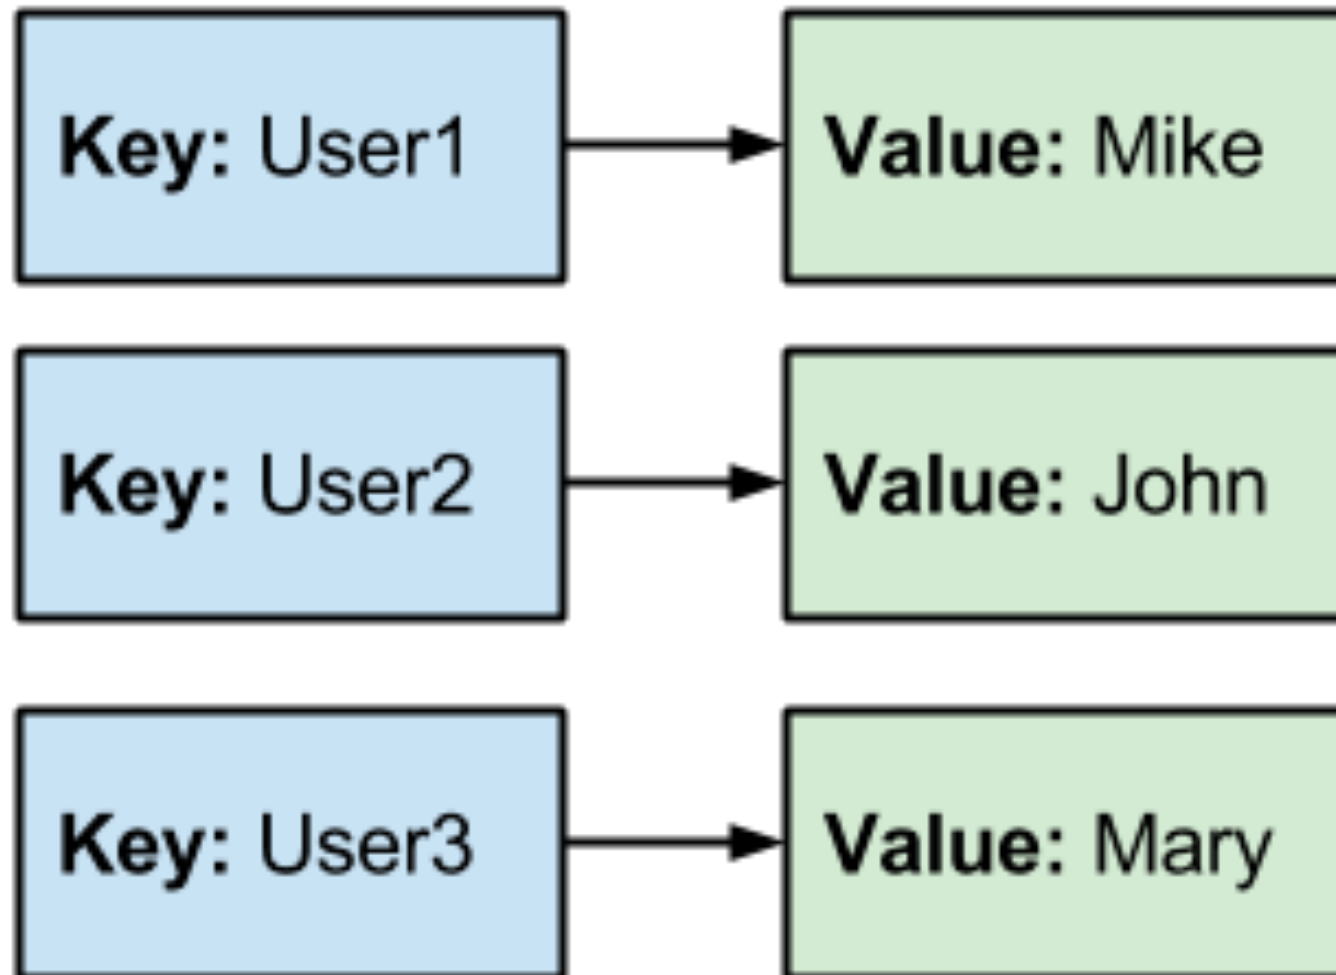 Key: User1
Value: Mike
Key: User2
Value: John
Key: User3
Value: Mary